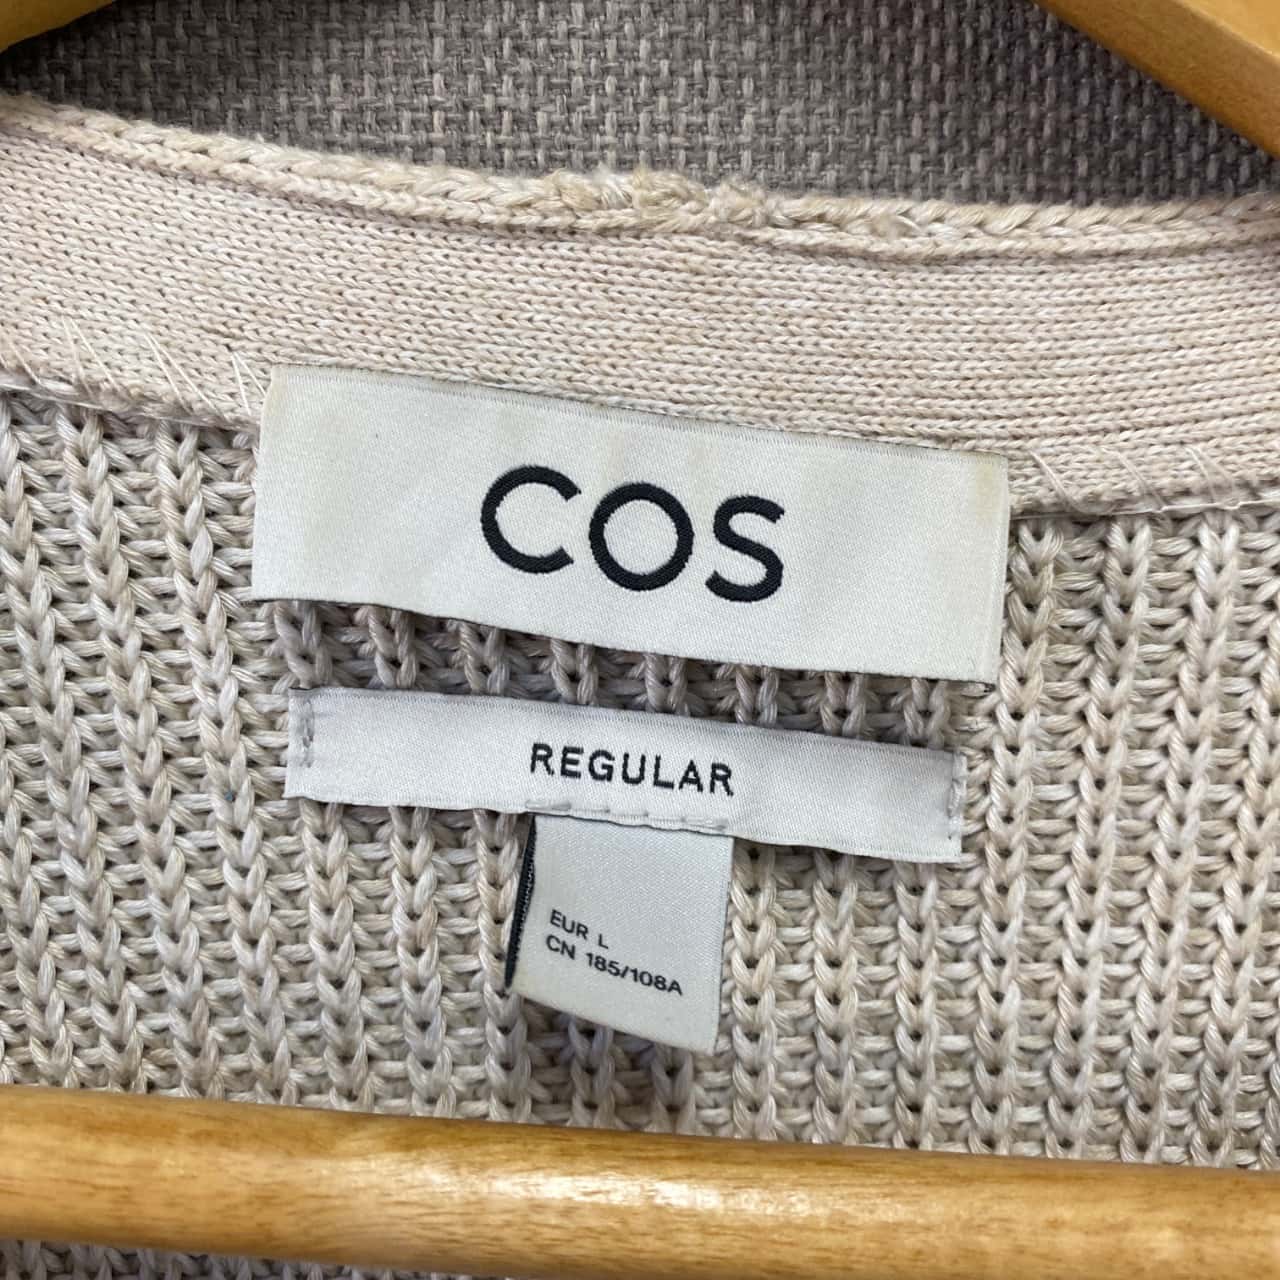 COS
REGULAR
EUR L
CN 185/108A